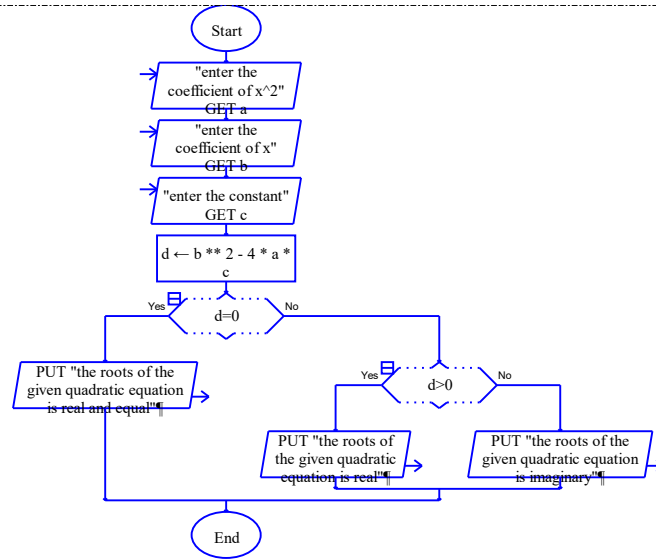 Start
"enter the
coefficient of x^2"
GET a
"enter the
coefficient of x"
GET b
"enter the constant"
GET c
d ← b ** 2 - 4 * a *
c
Yes
d=0
No
PUT "the roots of the
given quadratic equation
is real and equal"¶
Yes
d>0
No
PUT "the roots of
the given quadratic
equation is real"¶
PUT "the roots of the
given quadratic equation
is imaginary"¶
End